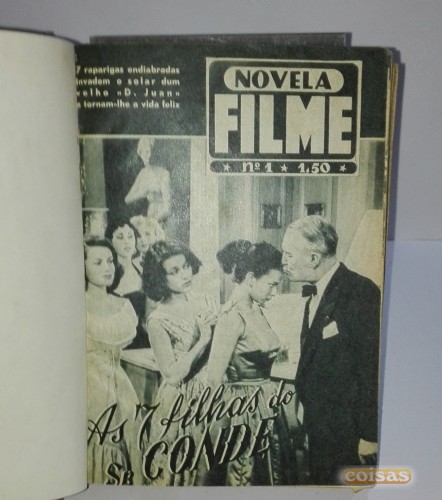 7 raparigas endiabradas
invadem o solar dum
velho «D. Juan»
e tornam-lhe a vida feliz
NOVELA
FILME
Nº 1 * 1.50
As 7 filhas do
Sr CONDE
coisas